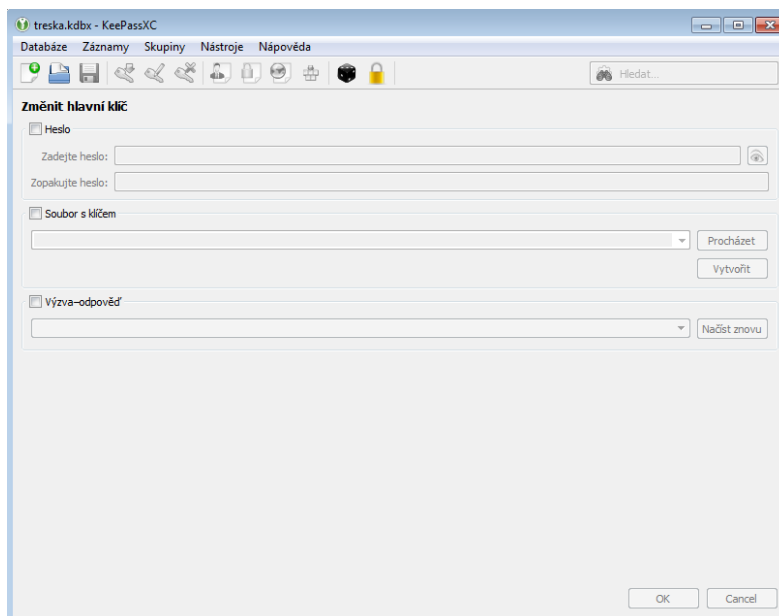 treska.kdbx - KeePassXC
Databáze Záznamy Skupiny Nástroje Nápověda
Hledat...
Změnit hlavní klíč
Heslo
Zadejte heslo:
Zopakujte heslo:
Soubor s klíčem
Procházet
Vytvořit
Výzva–odpověď
Načíst znovu
OK Cancel